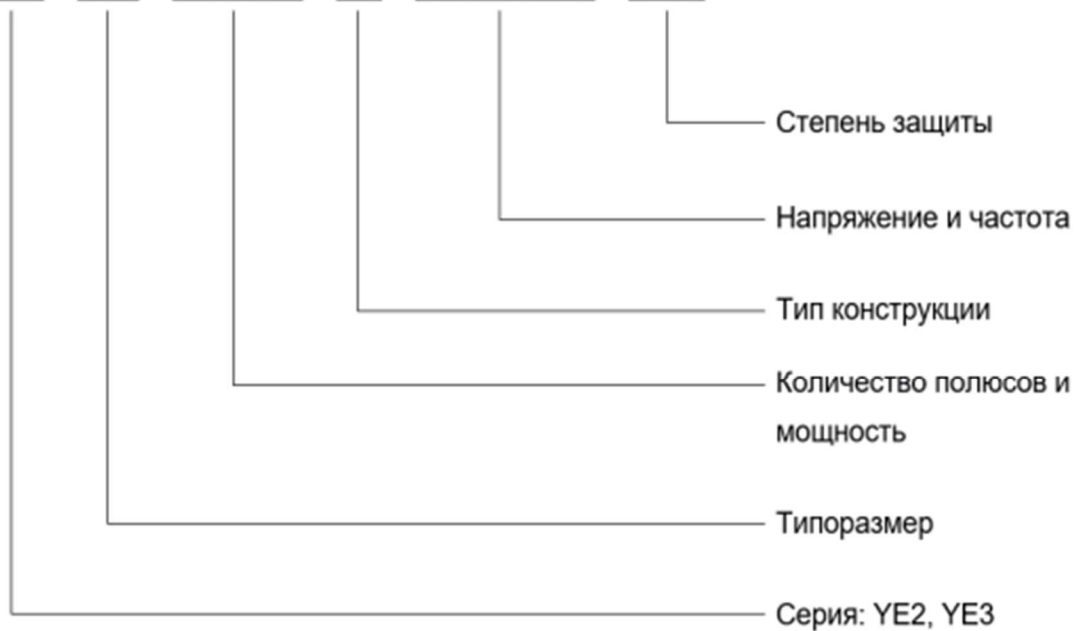 Степень защиты
Напряжение и частота
Тип конструкции
Количество полюсов и
мощность
Типоразмер
Серия: YE2, YE3